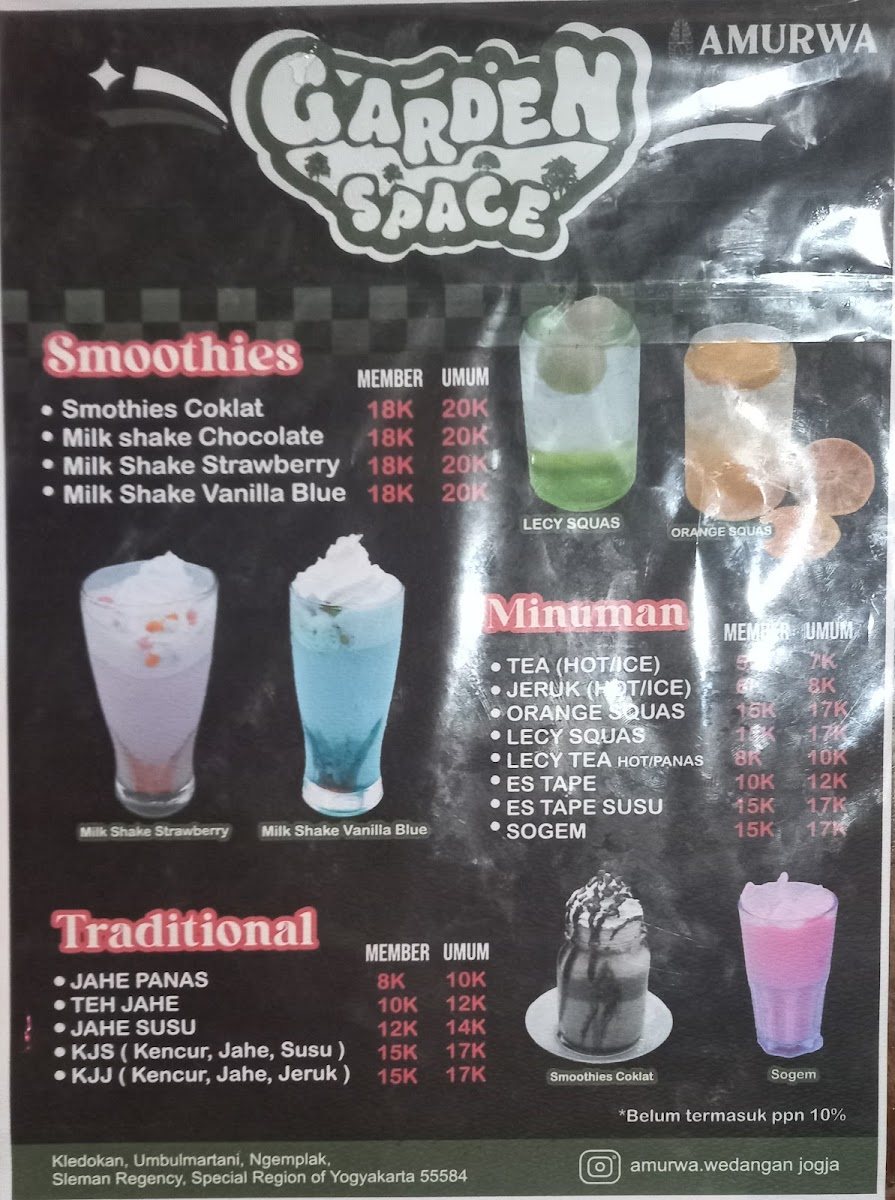 AMURWA
GARDEN
SPACE
Smoothies
MEMBER UMUM
• Smothies Coklat 18K 20K
• Milk shake Chocolate 18K 20K
• Milk Shake Strawberry 18K 20K
• Milk Shake Vanilla Blue 18K 20K
LECY SQUAS
ORANGE SQUAS
Milk Shake Strawberry
Milk Shake Vanilla Blue
Minuman
MEMBER UMUM
• TEA (HOT/ICE) 7K
• JERUK (HOT/ICE) 8K
• ORANGE SQUAS 15K 17K
• LECY SQUAS 17K
• LECY TEA HOT/PANAS 8K 10K
• ES TAPE 10K 12K
• ES TAPE SUSU 15K 17K
• SOGEM 15K 17K
Traditional
MEMBER UMUM
• JAHE PANAS 8K 10K
• TEH JAHE 10K 12K
• JAHE SUSU 12K 14K
• KJS ( Kencur, Jahe, Susu ) 15K 17K
• KJJ ( Kencur, Jahe, Jeruk ) 15K 17K
Smoothies Coklat
Sogem
*Belum termasuk ppn 10%
Kledokan, Umbulmartani, Ngemplak,
Sleman Regency, Special Region of Yogyakarta 55584
amurwa.wedangan jogja